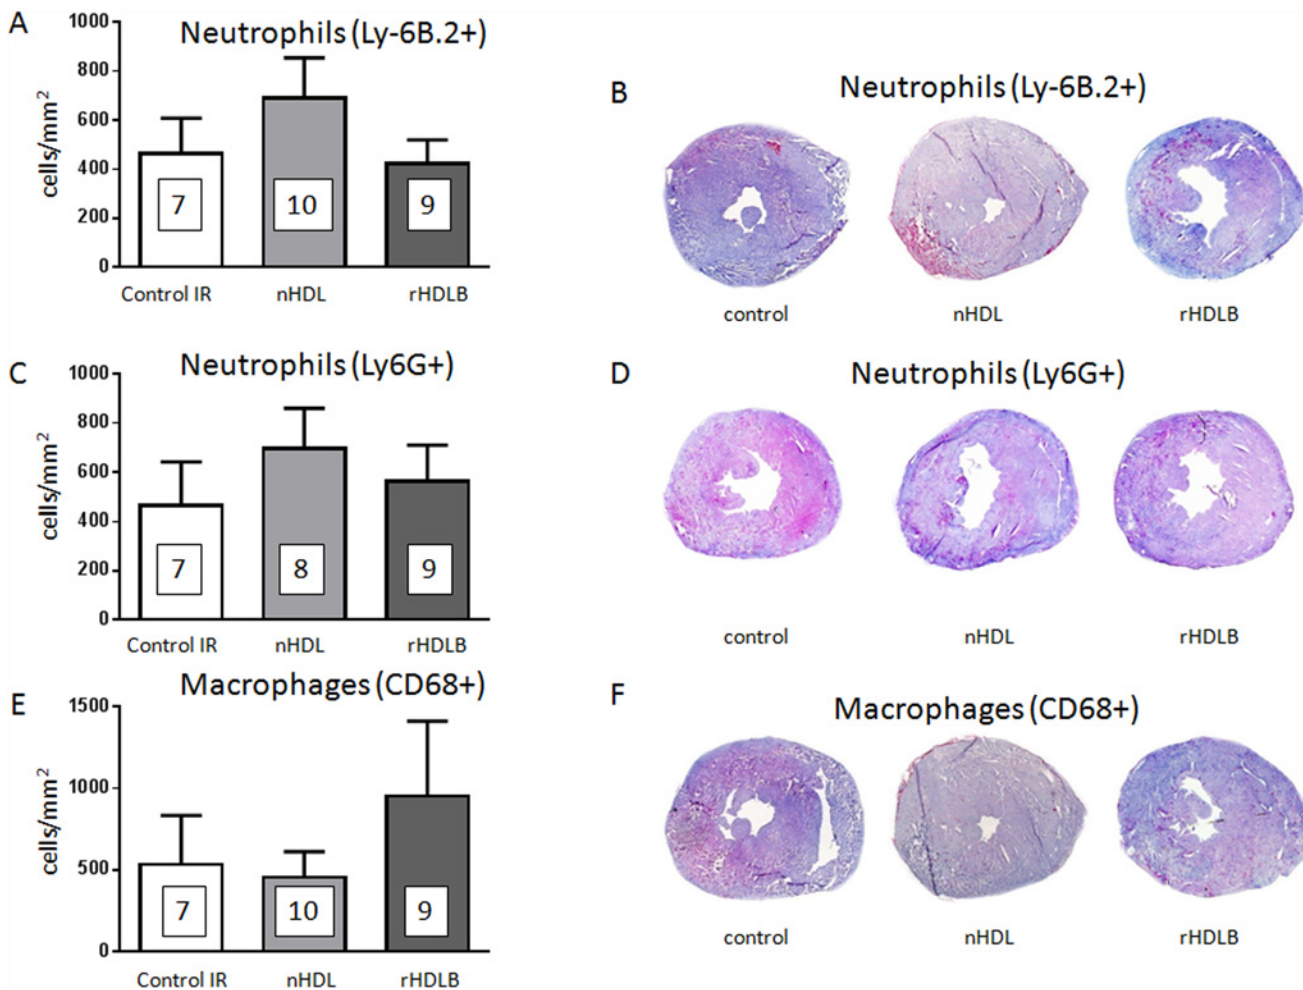 A
Neutrophils (Ly-6B.2+)
1000
800
600
400
200
0
cells/mm²
7
10
9
Control IR
nHDL
rHDLB
B
Neutrophils (Ly-6B.2+)
control
nHDL
rHDLB
C
Neutrophils (Ly6G+)
1000
800
600
400
200
0
cells/mm²
7
8
9
Control IR
nHDL
rHDLB
D
Neutrophils (Ly6G+)
control
nHDL
rHDLB
E
Macrophages (CD68+)
1500
1000
500
0
cells/mm²
7
10
9
Control IR
nHDL
rHDLB
F
Macrophages (CD68+)
control
nHDL
rHDLB